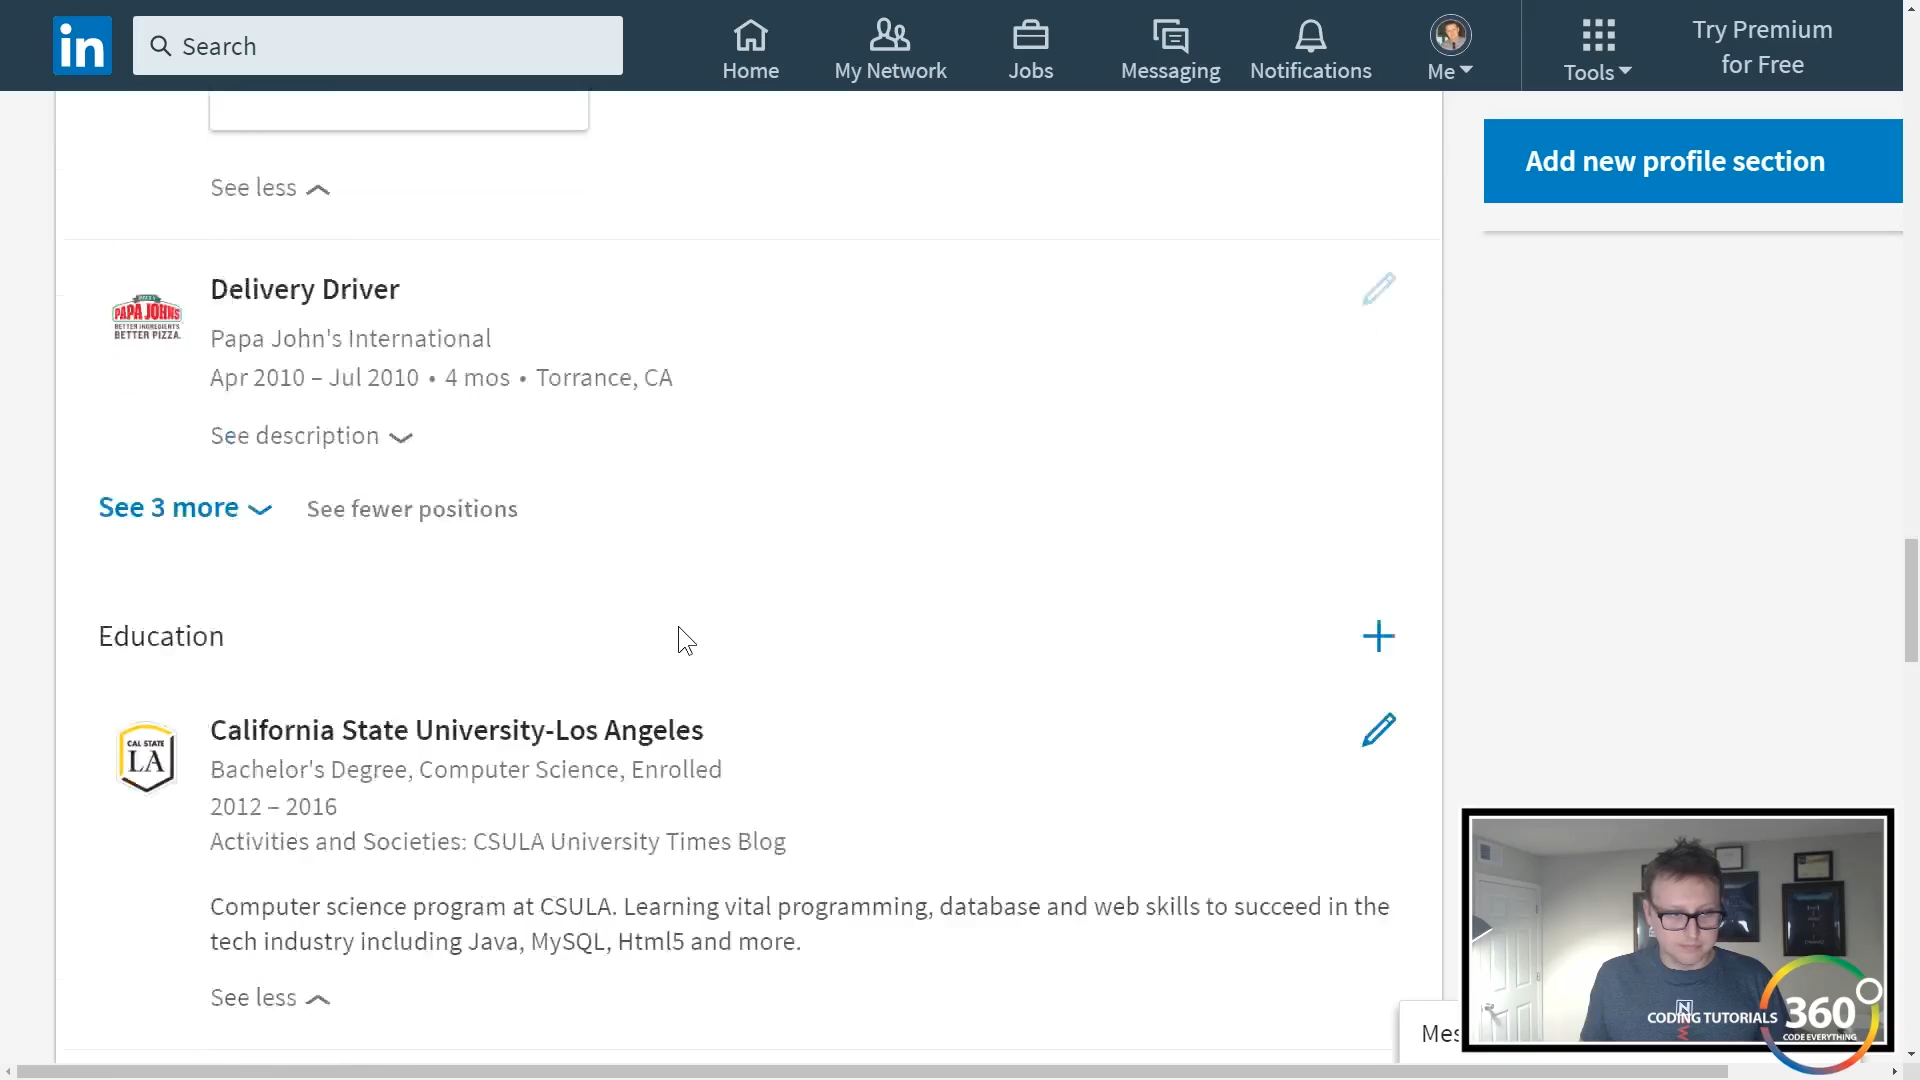 in
Search
Home
My Network
Jobs
Messaging
Notifications
Me
Tools
Try Premium
for Free
Add new profile section
See less
PAPA JOHNS
BETTER INGREDIENTS.
BETTER PIZZA.
Delivery Driver
Papa John's International
Apr 2010 – Jul 2010 • 4 mos • Torrance, CA
See description
See 3 more
See fewer positions
Education
CAL STATE
LA
California State University-Los Angeles
Bachelor's Degree, Computer Science, Enrolled
2012 – 2016
Activities and Societies: CSULA University Times Blog
Computer science program at CSULA. Learning vital programming, database and web skills to succeed in the
tech industry including Java, MySQL, Html5 and more.
See less
Mes
CODING TUTORIALS 360
CODE EVERYTHING